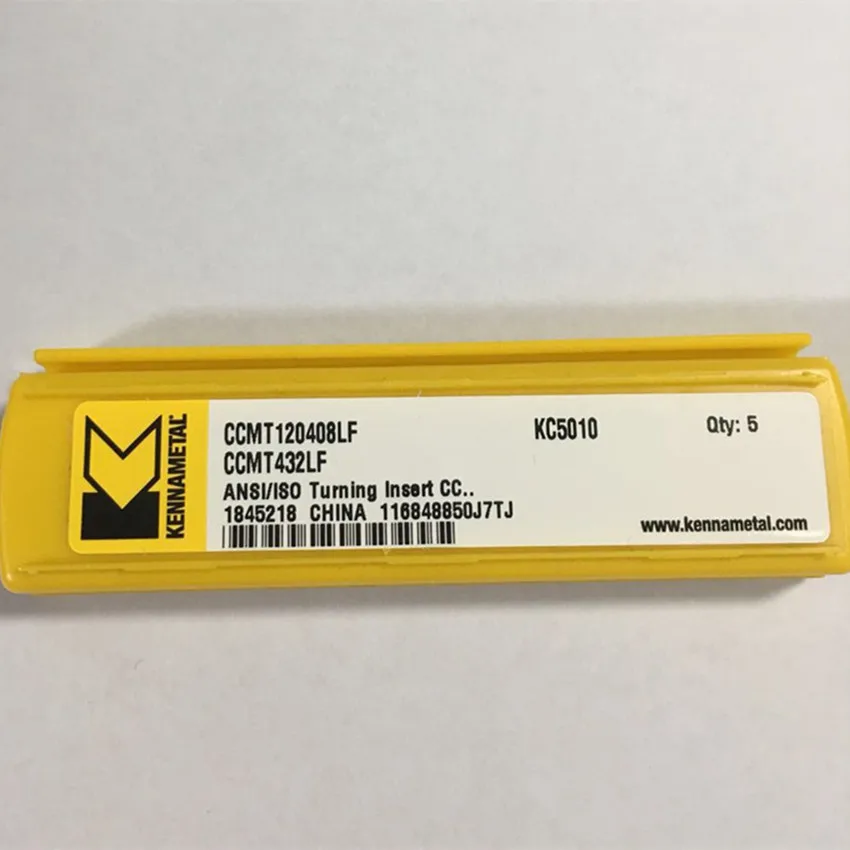 KENNAMETAL®
CCMT120408LF KC5010 Qty: 5
CCMT432LF
ANSI/ISO Turning Insert CC..
1845218 CHINA 116848850J7TJ
www.kennametal.com